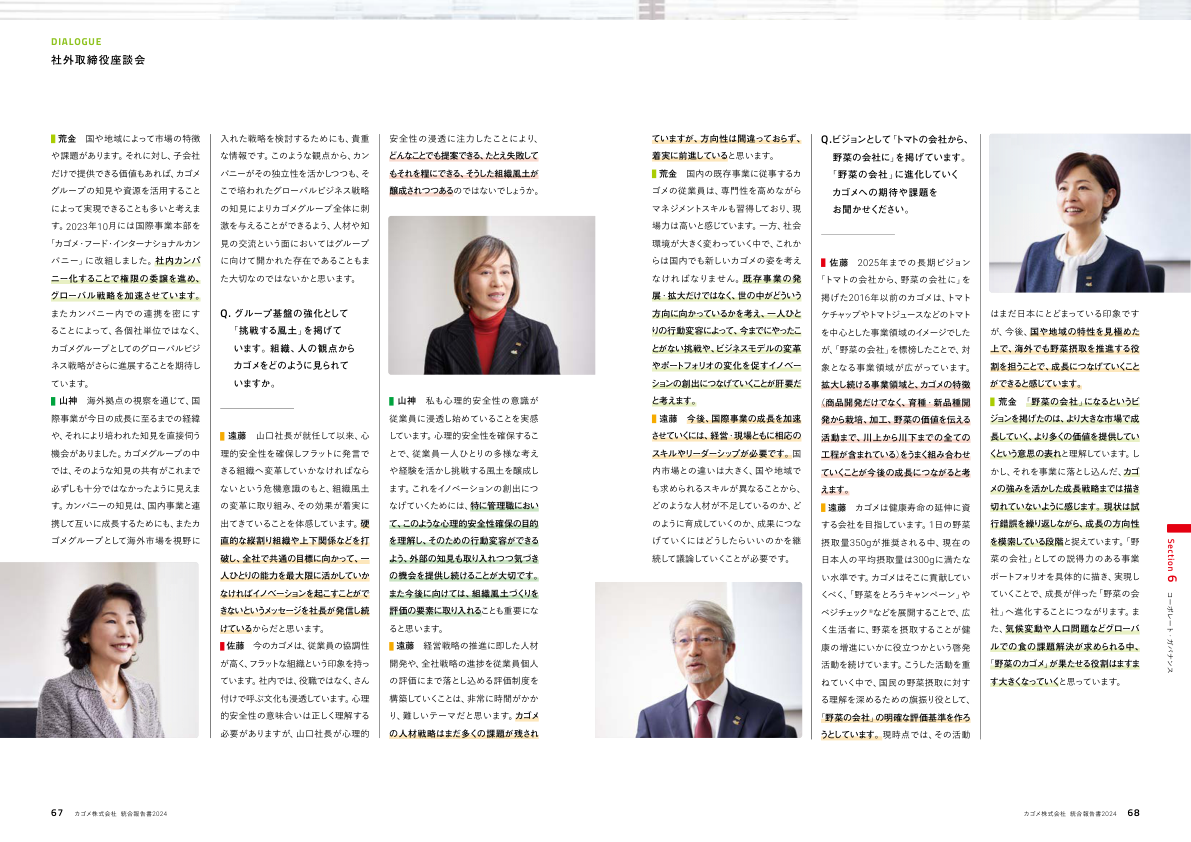 DIALOGUE
社外取締役座談会
荒金　国や地域によって市場の特徴
や課題があります。それに対し、子会社
だけで提供できる価値もあれば、カゴメ
グループの知見や資源を活用すること
によって実現できることも多いと考えま
す。2023年10月には国際事業本部を
「カゴメ・フード・インターナショナルカン
パニー」に改組しました。社内カンパ
ニー化することで権限の委譲を進め、
グローバル戦略を加速させています。
またカンパニー内での連携を密にす
ることによって、各個社単位ではなく、
カゴメグループとしてのグローバルビジ
ネス戦略がさらに進展することを期待し
ています。
山神　海外拠点の視察を通じて、国
際事業が今日の成長に至るまでの経緯
や、それにより培われた知見を直接伺う
機会がありました。カゴメグループの中
では、そのような知見の共有がこれまで
必ずしも十分ではなかったように見えま
す。カンパニーの知見は、国内事業と連
携して互いに成長するためにも、またカ
ゴメグループとして海外市場を視野に
入れた戦略を検討するためにも、貴重
な情報です。このような観点から、カン
パニーがその独立性を活かしつつも、そ
こで培われたグローバルビジネス戦略
の知見によりカゴメグループ全体に刺
激を与えることができるよう、人材や知
見の交流という面においてはグループ
に向けて開かれた存在であることもま
た大切なのではないかと思います。
Q. グループ基盤の強化として
「挑戦する風土」を掲げて
います。組織、人の観点から
カゴメをどのように見られて
いますか。
遠藤　山口社長が就任して以来、心
理的安全性を確保しフラットに発言で
きる組織へ変革していかなければなら
ないという危機意識のもと、組織風土
の変革に取り組み、その効果が着実に
出てきていることを体感しています。硬
直的な縦割り組織や上下関係などを打
破し、全社で共通の目標に向かって、一
人ひとりの能力を最大限に活かしていか
なければイノベーションを起こすことがで
きないというメッセージを社長が発信し続
けているからだと思います。
佐藤　今のカゴメは、従業員の協調性
が高く、フラットな組織という印象を持っ
ています。社内では、役職ではなく、さん
付けで呼ぶ文化も浸透しています。心理
的安全性の意味合いは正しく理解する
必要がありますが、山口社長が心理的
安全性の浸透に注力したことにより、
どんなことでも提案できる、たとえ失敗して
もそれを糧にできる、そうした組織風土が
醸成されつつあるのではないでしょうか。
山神　私も心理的安全性の意識が
従業員に浸透し始めていることを実感
しています。心理的安全性を確保するこ
とで、従業員一人ひとりの多様な考え
や経験を活かし挑戦する風土を醸成し
ます。これをイノベーションの創出につ
なげていくためには、特に管理職におい
て、このような心理的安全性確保の目的
を理解し、そのための行動変容ができる
よう、外部の知見も取り入れつつ気づき
の機会を提供し続けることが大切です。
また今後に向けては、組織風土づくりを
評価の要素に取り入れることも重要にな
ると思います。
遠藤　経営戦略の推進に即した人材
開発や、全社戦略の進捗を従業員個人
の評価にまで落とし込める評価制度を
構築していくことは、非常に時間がかか
り、難しいテーマだと思います。カゴメ
の人材戦略はまだ多くの課題が残され
ていますが、方向性は間違っておらず、
着実に前進していると思います。
荒金　国内の既存事業に従事するカ
ゴメの従業員は、専門性を高めながら
マネジメントスキルも習得しており、現
場力は高いと感じています。一方、社会
環境が大きく変わっていく中で、これか
らは国内でも新しいカゴメの姿を考え
なければなりません。既存事業の発
展・拡大だけではなく、世の中がどういう
方向に向かっているかを考え、一人ひと
りの行動変容によって、今までにやったこ
とがない挑戦や、ビジネスモデルの変革
やポートフォリオの変化を促すイノベー
ションの創出につなげていくことが肝要だ
と考えます。
遠藤　今後、国際事業の成長を加速
させていくには、経営・現場ともに相応の
スキルやリーダーシップが必要です。国
内市場との違いは大きく、国や地域で
も求められるスキルが異なることから、
どのような人材が不足しているのか、ど
のように育成していくのか、成果につな
げていくにはどうしたらいいのかを継
続して議論していくことが必要です。
Q.ビジョンとして「トマトの会社から、
野菜の会社に」を掲げています。
「野菜の会社」に進化していく
カゴメへの期待や課題を
お聞かせください。
佐藤　2025年までの長期ビジョン
「トマトの会社から、野菜の会社に」を
掲げた2016年以前のカゴメは、トマト
ケチャップやトマトジュースなどのトマト
を中心とした事業領域のイメージでした
が、「野菜の会社」を標榜したことで、対
象となる事業領域が広がっています。
拡大し続ける事業領域と、カゴメの特徴
（商品開発だけでなく、育種・新品種開
発から栽培、加工、野菜の価値を伝える
活動まで、川上から川下までの全ての
工程が含まれている）をうまく組み合わせ
ていくことが今後の成長につながると考
えます。
遠藤　カゴメは健康寿命の延伸に資
する会社を目指しています。1日の野菜
摂取量350gが推奨される中、現在の
日本人の平均摂取量は300gに満たな
い水準です。カゴメはそこに貢献してい
くべく、「野菜をとろうキャンペーン」や
ベジチェック®などを展開することで、広
く生活者に、野菜を摂取することが健
康の増進にいかに役立つかという啓発
活動を続けています。こうした活動を重
ねていく中で、国民の野菜摂取に対す
る理解を深めるための旗振り役として、
「野菜の会社」の明確な評価基準を作ろ
うとしています。現時点では、その活動
はまだ日本にとどまっている印象です
が、今後、国や地域の特性を見極めた
上で、海外でも野菜摂取を推進する役
割を担うことで、成長につなげていくこと
ができると感じています。
荒金　「野菜の会社」になるというビ
ジョンを掲げたのは、より大きな市場で成
長していく、より多くの価値を提供してい
くという意思の表れと理解しています。し
かし、それを事業に落とし込んだ、カゴ
メの強みを活かした成長戦略までは描き
切れていないように感じます。現状は試
行錯誤を繰り返しながら、成長の方向性
を模索している段階と捉えています。「野
菜の会社」としての説得力のある事業
ポートフォリオを具体的に描き、実現し
ていくことで、成長が伴った「野菜の会
社」へ進化することにつながります。ま
た、気候変動や人口問題などグローバ
ルでの食の課題解決が求められる中、
「野菜のカゴメ」が果たせる役割はますま
す大きくなっていくと思っています。
Section 6
コーポレート・ガバナンス
67 カゴメ株式会社 統合報告書2024
カゴメ株式会社 統合報告書2024 68